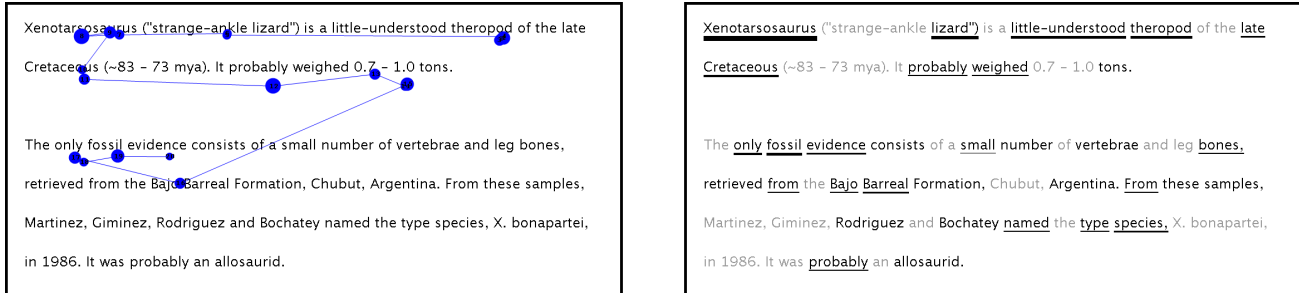 Xenotarsosaurus ("strange-ankle lizard") is a little-understood theropod of the late
Cretaceous (~83 - 73 mya). It probably weighed 0.7 - 1.0 tons.
The only fossil evidence consists of a small number of vertebrae and leg bones,
retrieved from the Bajo Barreal Formation, Chubut, Argentina. From these samples,
Martinez, Giminez, Rodriguez and Bochatey named the type species, X. bonapartei,
in 1986. It was probably an allosaurid.
Xenotarsosaurus ("strange-ankle lizard") is a little-understood theropod of the late
Cretaceous (~83 - 73 mya). It probably weighed 0.7 - 1.0 tons.
The only fossil evidence consists of a small number of vertebrae and leg bones,
retrieved from the Bajo Barreal Formation, Chubut, Argentina. From these samples,
Martinez, Giminez, Rodriguez and Bochatey named the type species, X. bonapartei,
in 1986. It was probably an allosaurid.